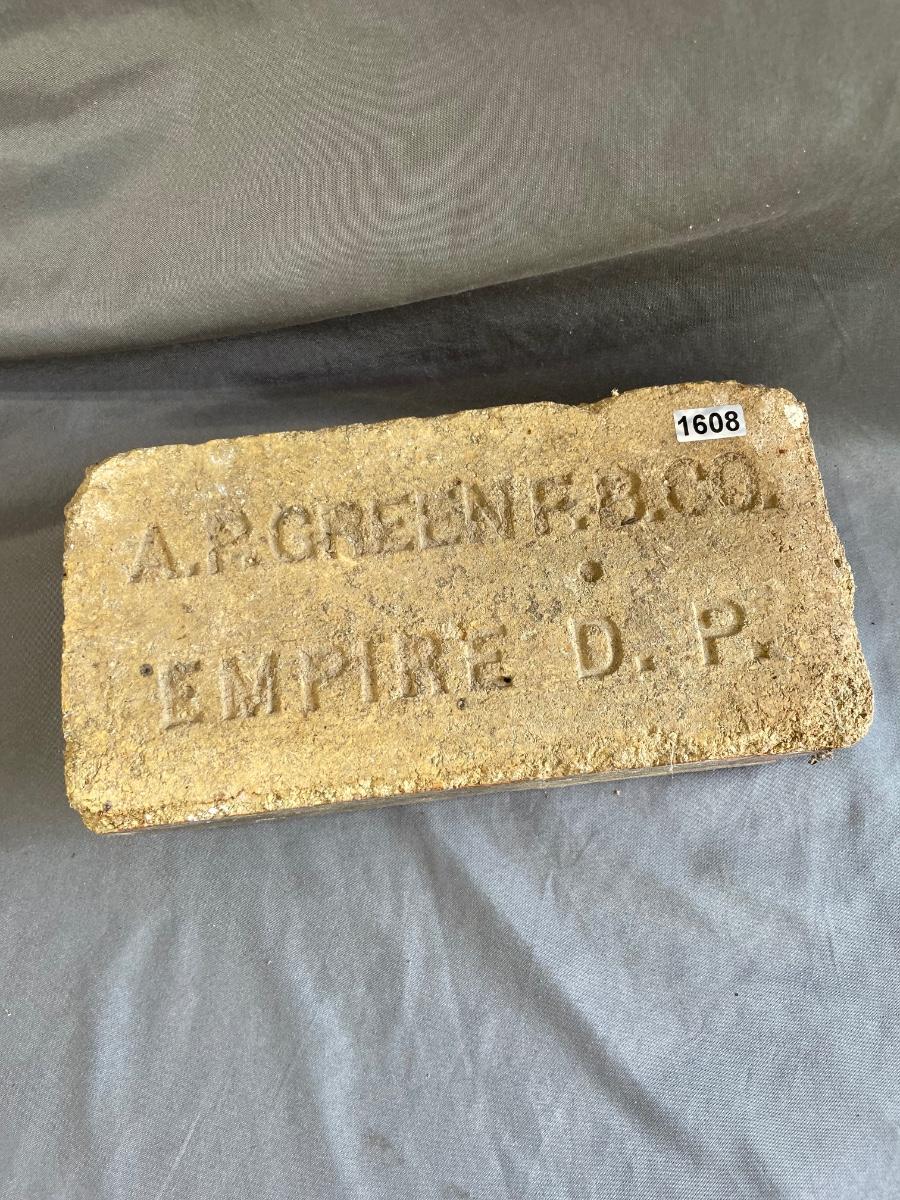 1608
A.P. GREEN F.B. CO.
EMPIRE D. P.